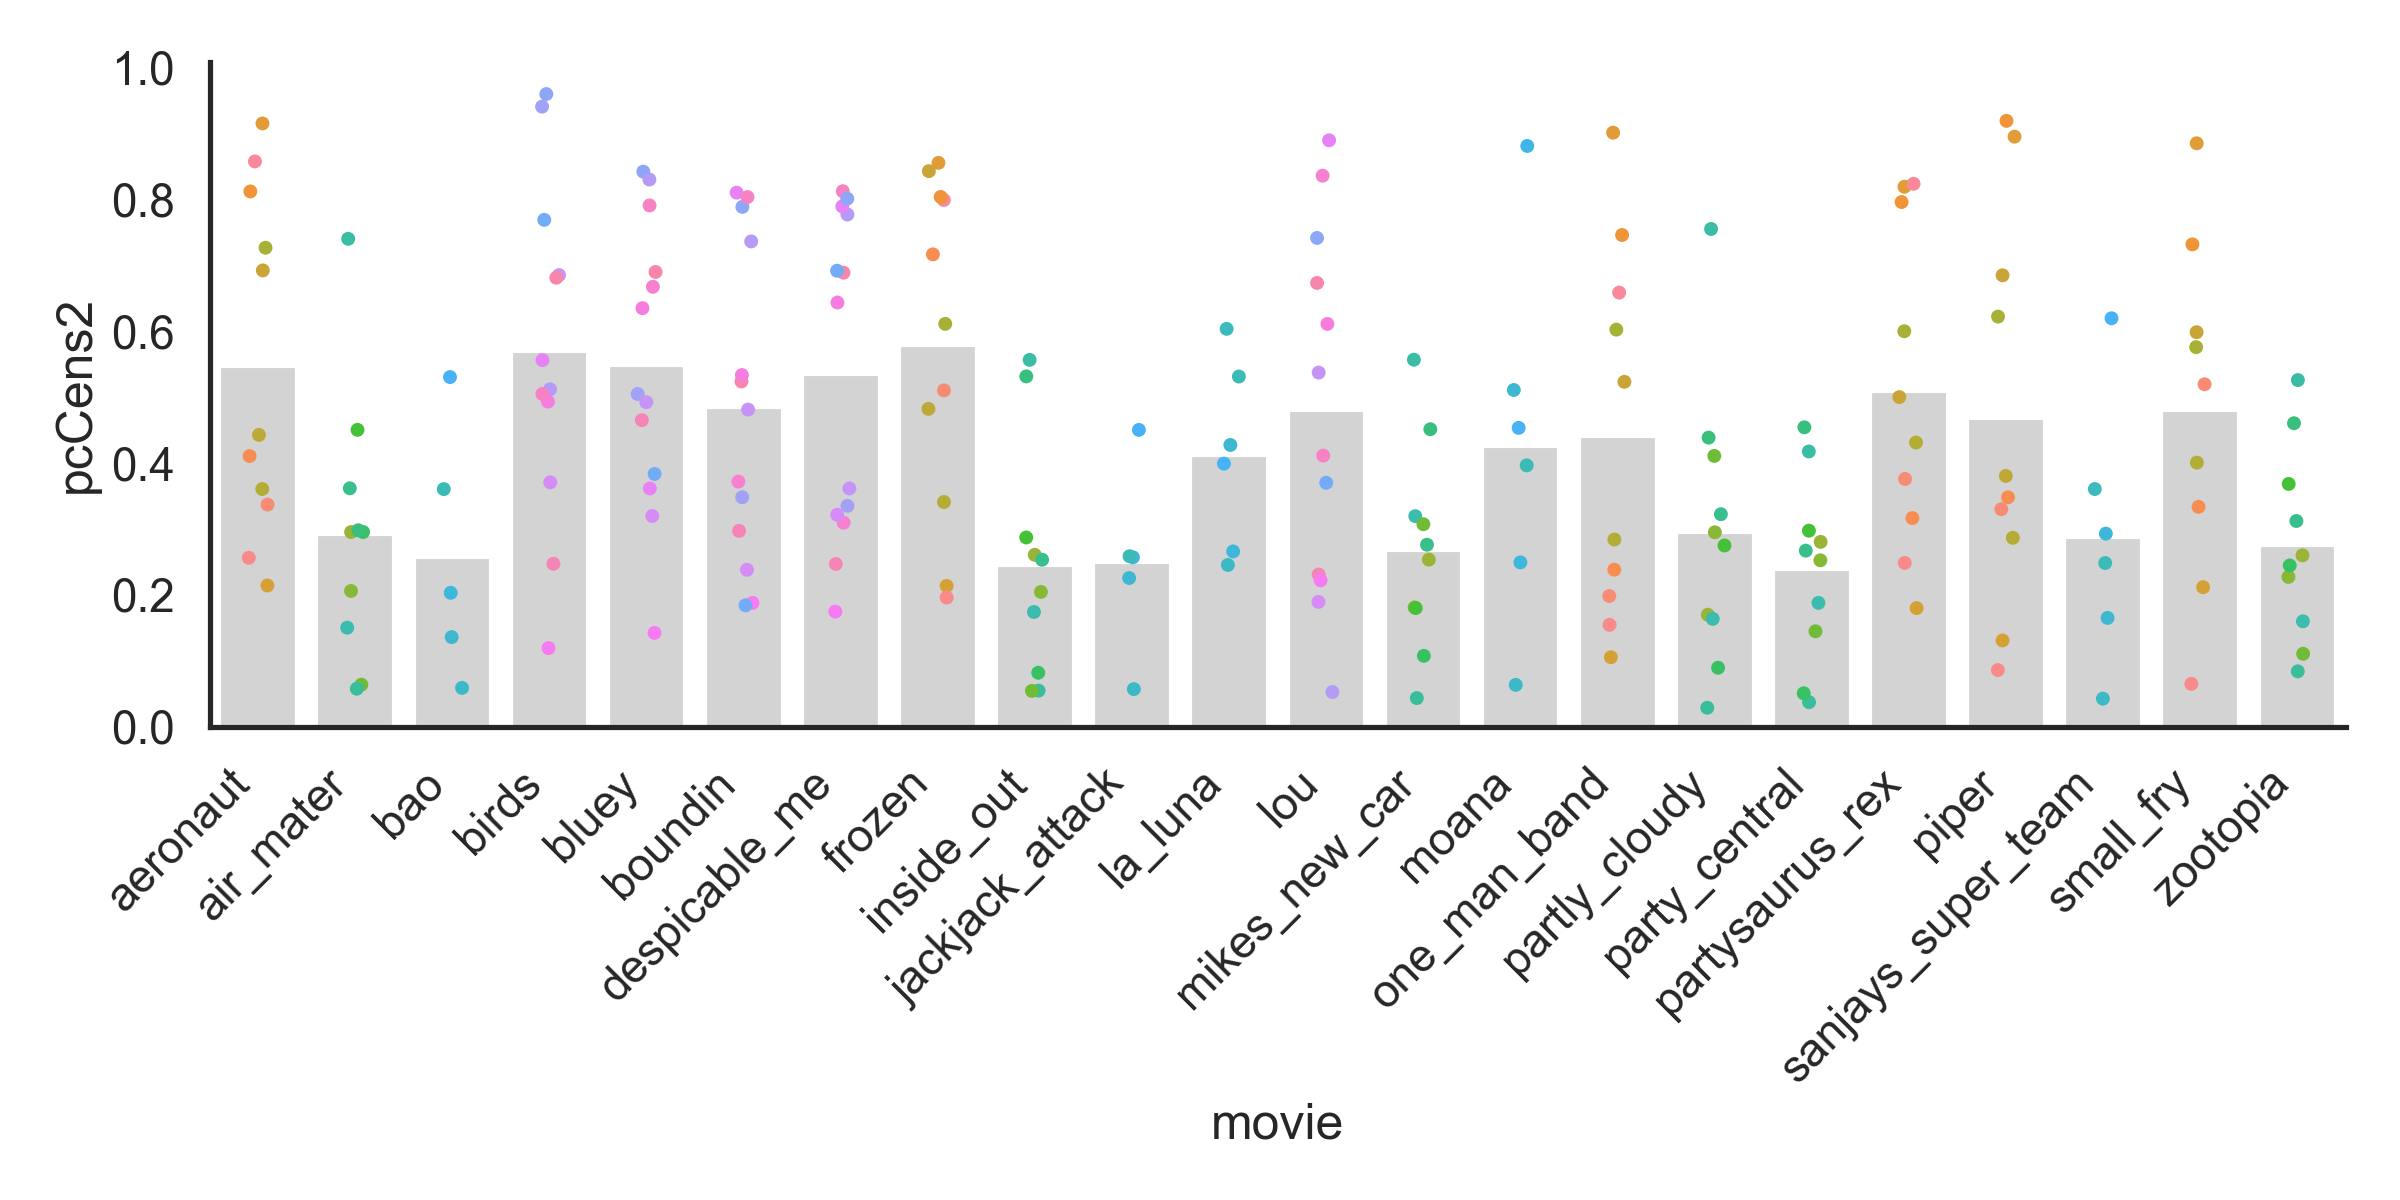 1.0
0.8
0.6
0.4
0.2
0.0
pcCens2
aeronaut
air_mater
bao
birds
bluey
boundin
despicable_me
frozen
inside_out
jackjack_attack
la_luna
lou
mikes_new_car
moana
one_man_band
partly_cloudy
party_central
partysaurus_rex
piper
sanjays_super_team
small_fry
zootopia
movie